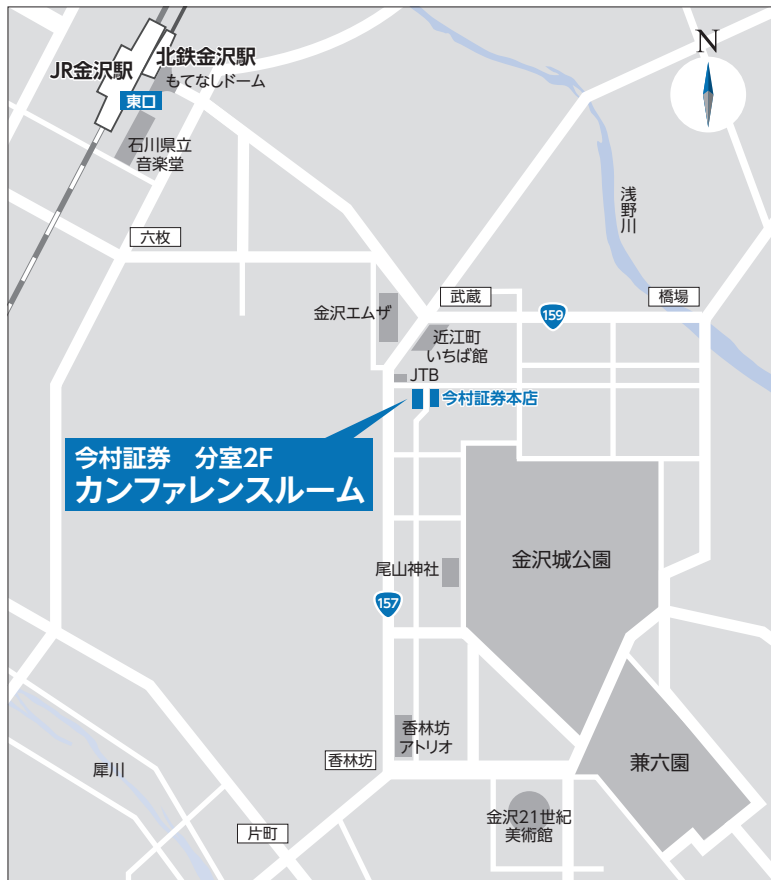 北鉄金沢駅
JR金沢駅
もてなしドーム
東口
石川県立
音楽堂
N
浅野川
六枚
武蔵
橋場
金沢エムザ
159
近江町
いちば館
JTB
今村証券本店
今村証券 分室2F
カンファレンスルーム
金沢城公園
尾山神社
157
香林坊
アトリオ
香林坊
兼六園
犀川
金沢21世紀
美術館
片町